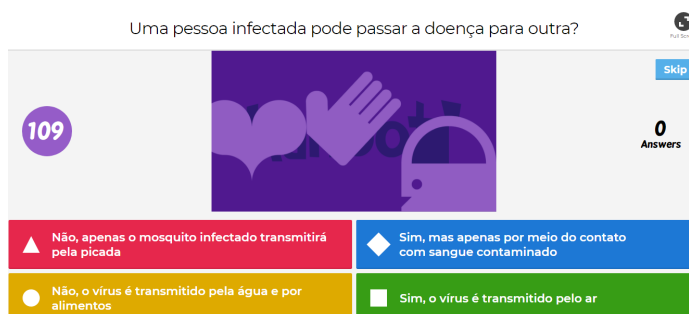 Uma pessoa infectada pode passar a doença para outra?
Skip
109
0
Answers
Não, apenas o mosquito infectado transmitirá
pela picada
Sim, mas apenas por meio do contato
com sangue contaminado
Não, o vírus é transmitido pela água e por
alimentos
Sim, o vírus é transmitido pelo ar